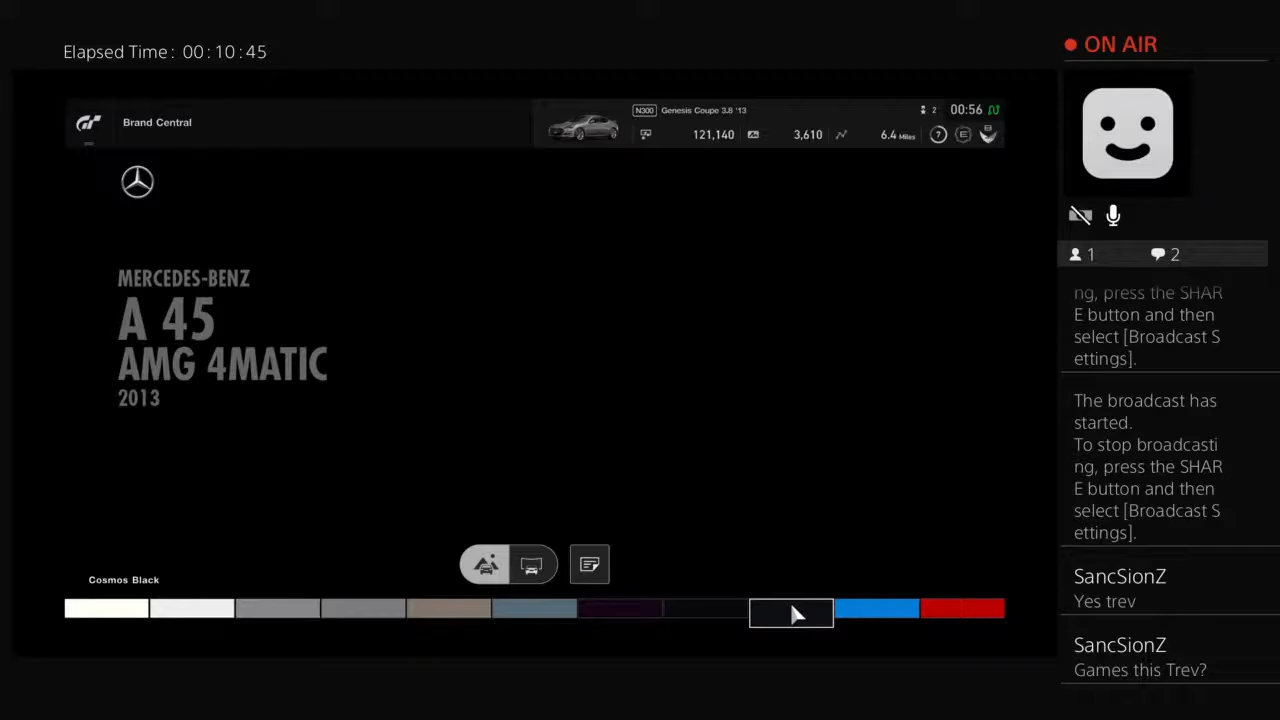 Elapsed Time: 00:10:45
ON AIR
GT
Brand Central
N300 Genesis Coupe 3.8 '13
2 00:56
121,140 3,610 6.4 Miles ? E
MERCEDES-BENZ
A 45
AMG 4MATIC
2013
Cosmos Black
1 2
ng, press the SHAR
E button and then
select [Broadcast S
ettings].
The broadcast has
started.
To stop broadcasti
ng, press the SHAR
E button and then
select [Broadcast S
ettings].
SancSionZ
Yes trev
SancSionZ
Games this Trev?